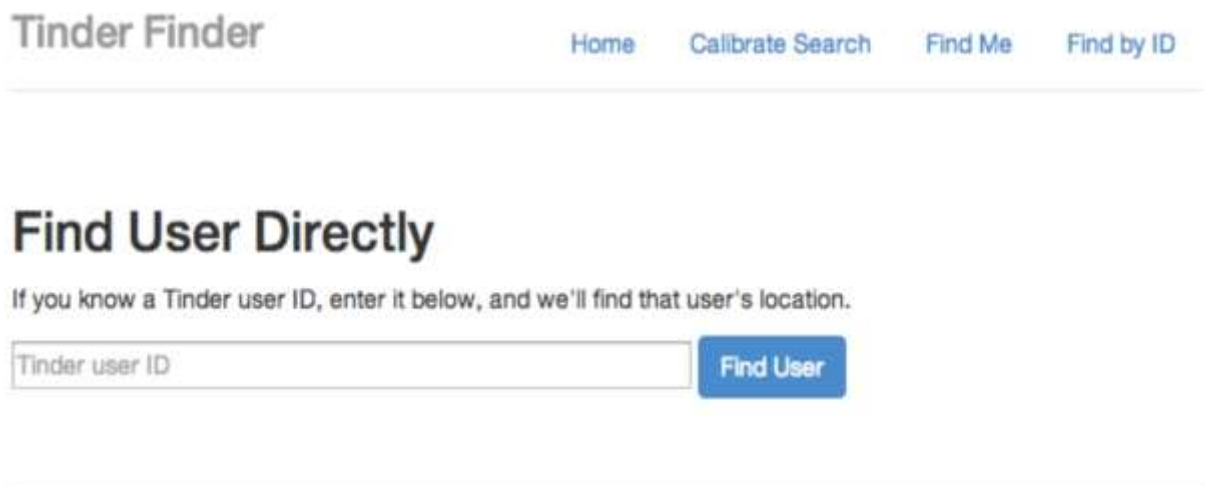 Tinder Finder
Home Calibrate Search Find Me Find by ID
Find User Directly
If you know a Tinder user ID, enter it below, and we'll find that user's location.
Tinder user ID Find User